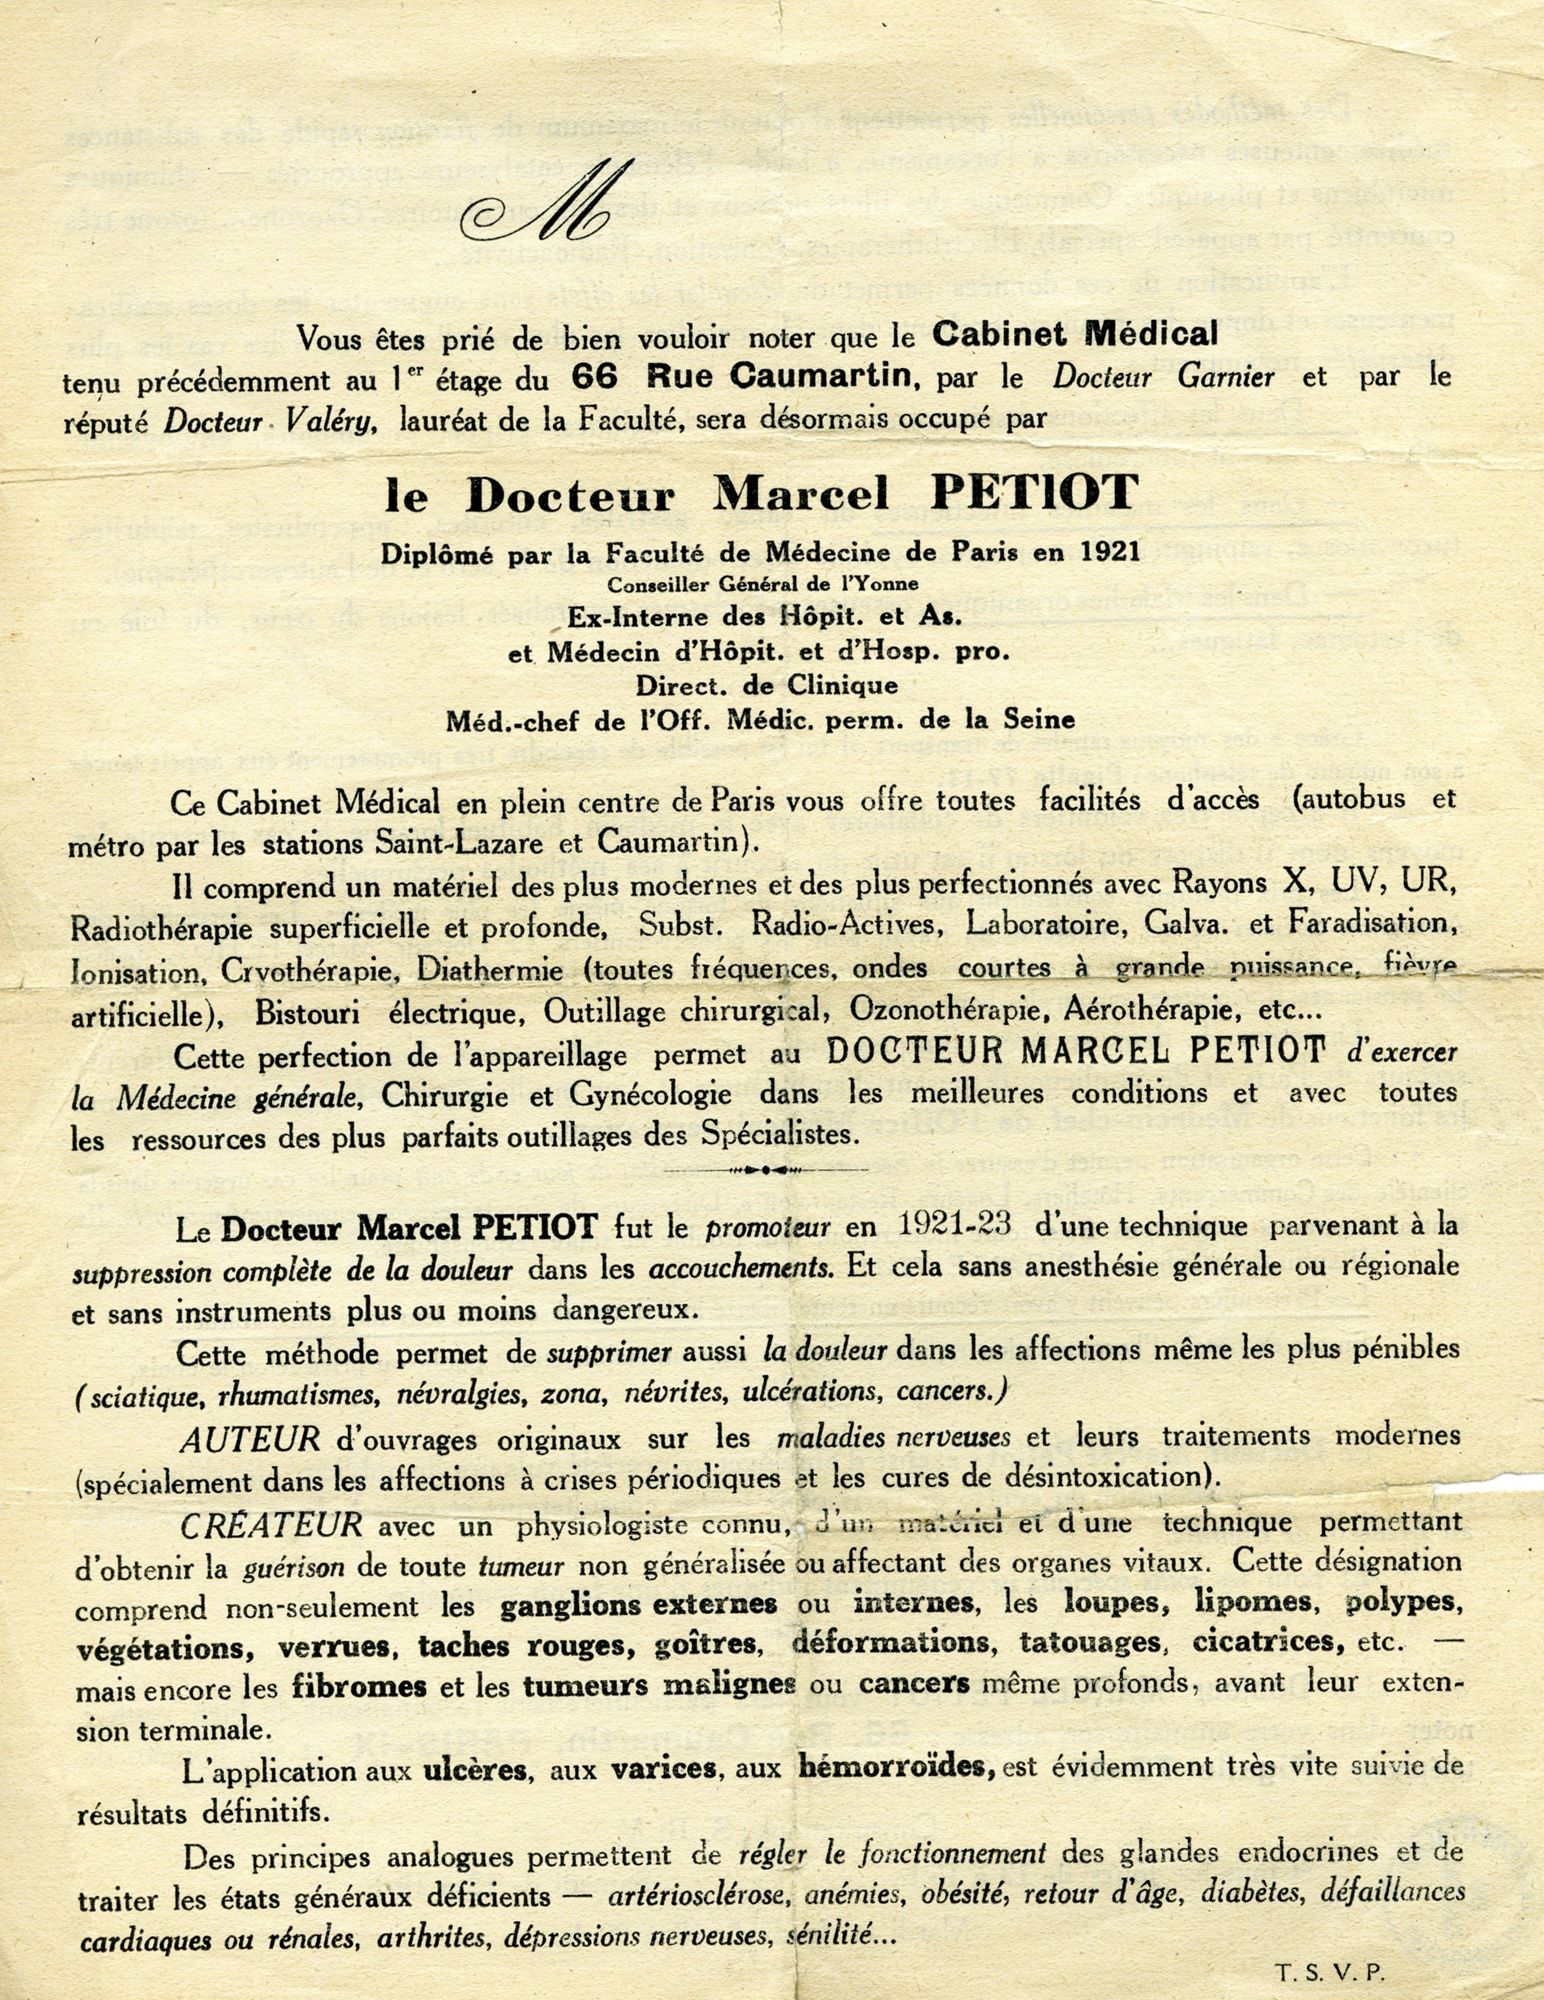 M
Vous êtes prié de bien vouloir noter que le Cabinet Médical
tenu précédemment au 1er étage du 66 Rue Caumartin, par le Docteur Garnier et par le
réputé Docteur Valéry, lauréat de la Faculté, sera désormais occupé par
le Docteur Marcel PETIOT
Diplômé par la Faculté de Médecine de Paris en 1921
Conseiller Général de l'Yonne
Ex-Interne des Hôpit. et As.
et Médecin d'Hôpit. et d'Hosp. pro.
Direct. de Clinique
Méd.-chef de l'Off. Médic. perm. de la Seine
Ce Cabinet Médical en plein centre de Paris vous offre toutes facilités d'accès (autobus et
métro par les stations Saint-Lazare et Caumartin).
Il comprend un matériel des plus modernes et des plus perfectionnés avec Rayons X, UV, UR,
Radiothérapie superficielle et profonde, Subst. Radio-Actives, Laboratoire, Galva. et Faradisation,
Ionisation, Cryothérapie, Diathermie (toutes fréquences, ondes courtes à grande puissance, fièvre
artificielle), Bistouri électrique, Outillage chirurgical, Ozonothérapie, Aérothérapie, etc...
Cette perfection de l'appareillage permet au DOCTEUR MARCEL PETIOT d'exercer
la Médecine générale, Chirurgie et Gynécologie dans les meilleures conditions et avec toutes
les ressources des plus parfaits outillages des Spécialistes.
Le Docteur Marcel PETIOT fut le promoteur en 1921-23 d'une technique parvenant à la
suppression complète de la douleur dans les accouchements. Et cela sans anesthésie générale ou régionale
et sans instruments plus ou moins dangereux.
Cette méthode permet de supprimer aussi la douleur dans les affections même les plus pénibles
(sciatique, rhumatismes, névralgies, zona, névrites, ulcérations, cancers.)
AUTEUR d'ouvrages originaux sur les maladies nerveuses et leurs traitements modernes
(spécialement dans les affections à crises périodiques et les cures de désintoxication).
CRÉATEUR avec un physiologiste connu, d'un matériel et d'une technique permettant
d'obtenir la guérison de toute tumeur non généralisée ou affectant des organes vitaux. Cette désignation
comprend non-seulement les ganglions externes ou internes, les loupes, lipomes, polypes,
végétations, verrues, taches rouges, goîtres, déformations, tatouages, cicatrices, etc. —
mais encore les fibromes et les tumeurs malignes ou cancers même profonds, avant leur exten-
sion terminale.
L'application aux ulcères, aux varices, aux hémorroïdes, est évidemment très vite suivie de
résultats définitifs.
Des principes analogues permettent de régler le fonctionnement des glandes endocrines et de
traiter les états généraux déficients — artériosclérose, anémies, obésité, retour d'âge, diabètes, défaillances
cardiaques ou rénales, arthrites, dépressions nerveuses, sénilité...
T. S. V. P.